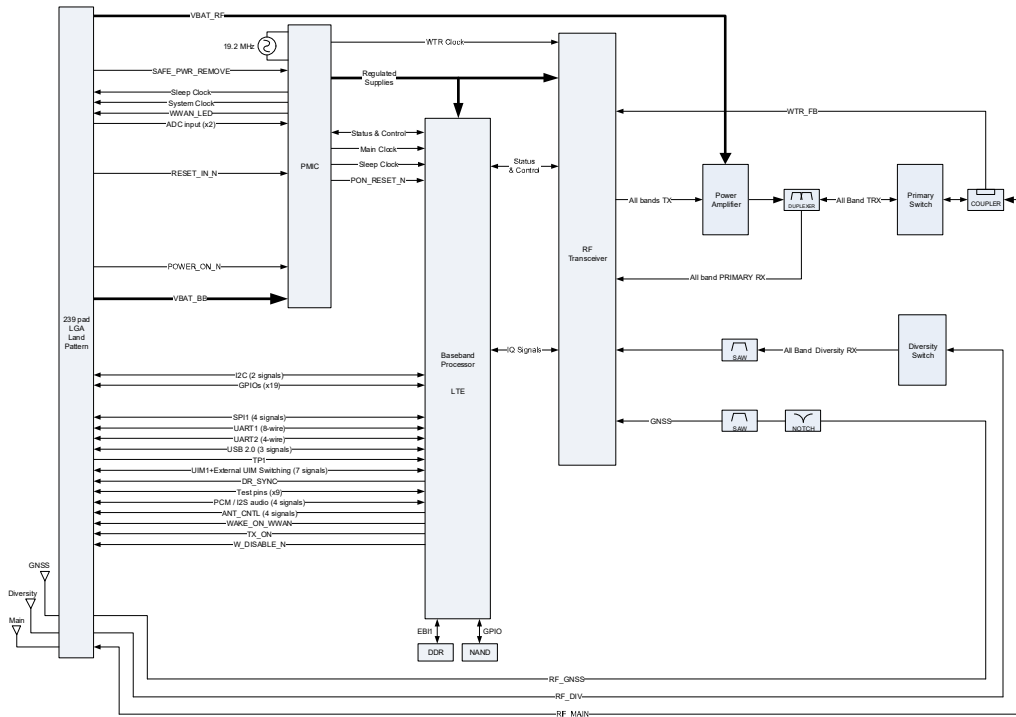 VBAT_RF
19.2 MHz
WTR Clock
SAFE_PWR_REMOVE
Regulated
Supplies
Sleep Clock
System Clock
WWAN_LED
ADC input (x2)
WTR_FB
Status & Control
Main Clock
Sleep Clock
PON_RESET_N
PMIC
RESET_IN_N
Status
& Control
All bands TX
Power
Amplifier
DUPLEXER
All Band TRX
Primary
Switch
COUPLER
RF
Transceiver
POWER_ON_N
All band PRIMARY RX
VBAT_BB
239 pad
LGA
Land
Pattern
Baseband
Processor
LTE
IQ Signals
SAW
All Band Diversity RX
Diversity
Switch
I2C (2 signals)
GPIOs (x19)
SPI1 (4 signals)
UART1 (8-wire)
UART2 (4-wire)
USB 2.0 (3 signals)
TP1
UIM1+External UIM Switching (7 signals)
DR_SYNC
Test pins (x9)
PCM / I2S audio (4 signals)
ANT_CNTL (4 signals)
WAKE_ON_WWAN
TX_ON
W_DISABLE_N
GNSS
SAW
NOTCH
GNSS
Diversity
Main
EBI1
GPIO
DDR
NAND
RF_GNSS
RF_DIV
RF_MAIN